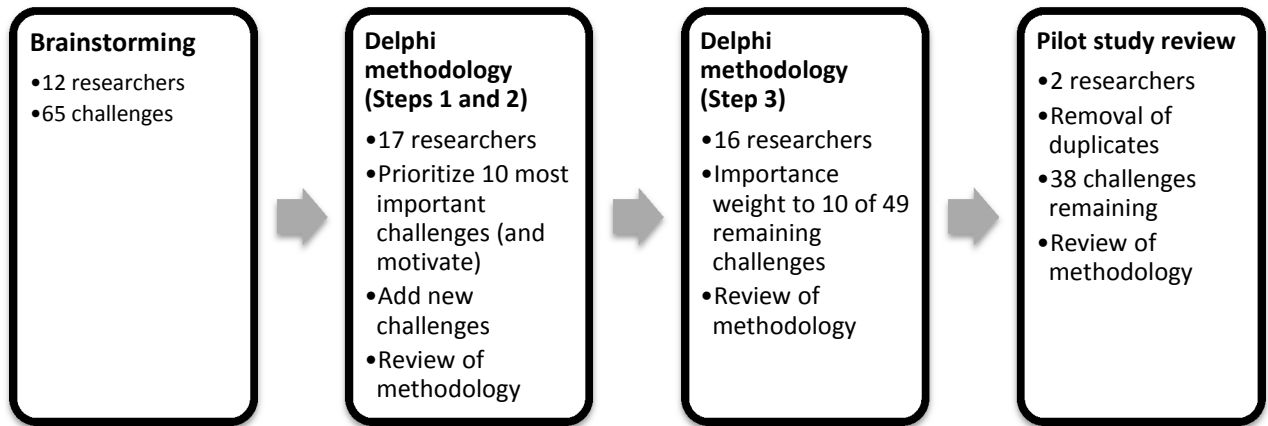 Brainstorming
•12 researchers
•65 challenges
Delphi
methodology
(Steps 1 and 2)
•17 researchers
•Prioritize 10 most
important
challenges (and
motivate)
•Add new
challenges
•Review of
methodology
Delphi
methodology
(Step 3)
•16 researchers
•Importance
weight to 10 of 49
remaining
challenges
•Review of
methodology
Pilot study review
•2 researchers
•Removal of
duplicates
•38 challenges
remaining
•Review of
methodology